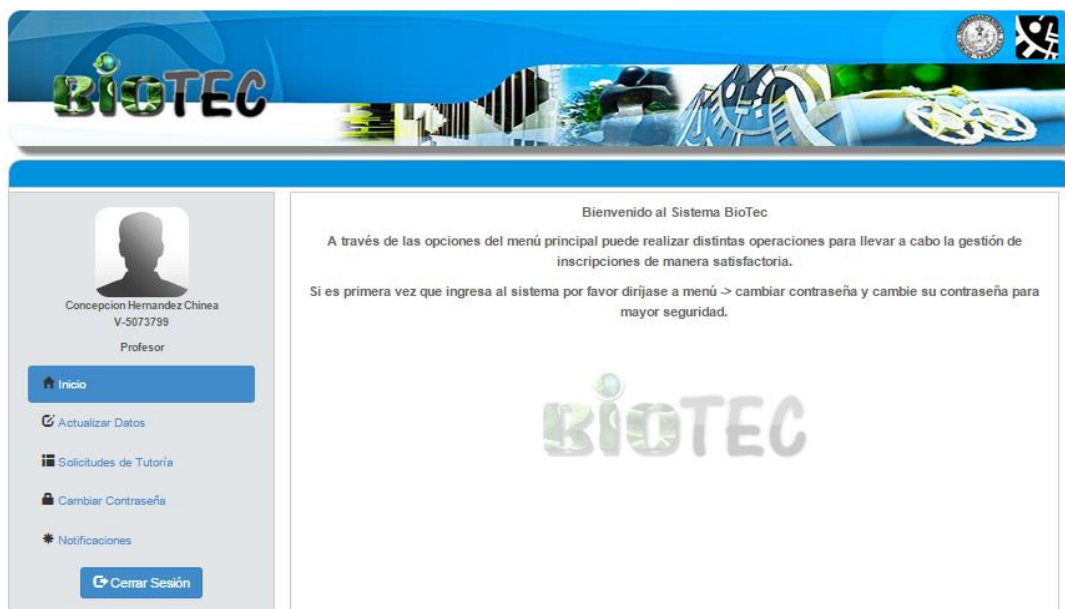 BioTEC
Concepcion Hernandez Chinea
V-5073799
Profesor
Inicio
Actualizar Datos
Solicitudes de Tutoría
Cambiar Contraseña
Notificaciones
Cerrar Sesión
Bienvenido al Sistema BioTec
A través de las opciones del menú principal puede realizar distintas operaciones para llevar a cabo la gestión de
inscripciones de manera satisfactoria.
Si es primera vez que ingresa al sistema por favor diríjase a menú -> cambiar contraseña y cambie su contraseña para
mayor seguridad.
BioTEC